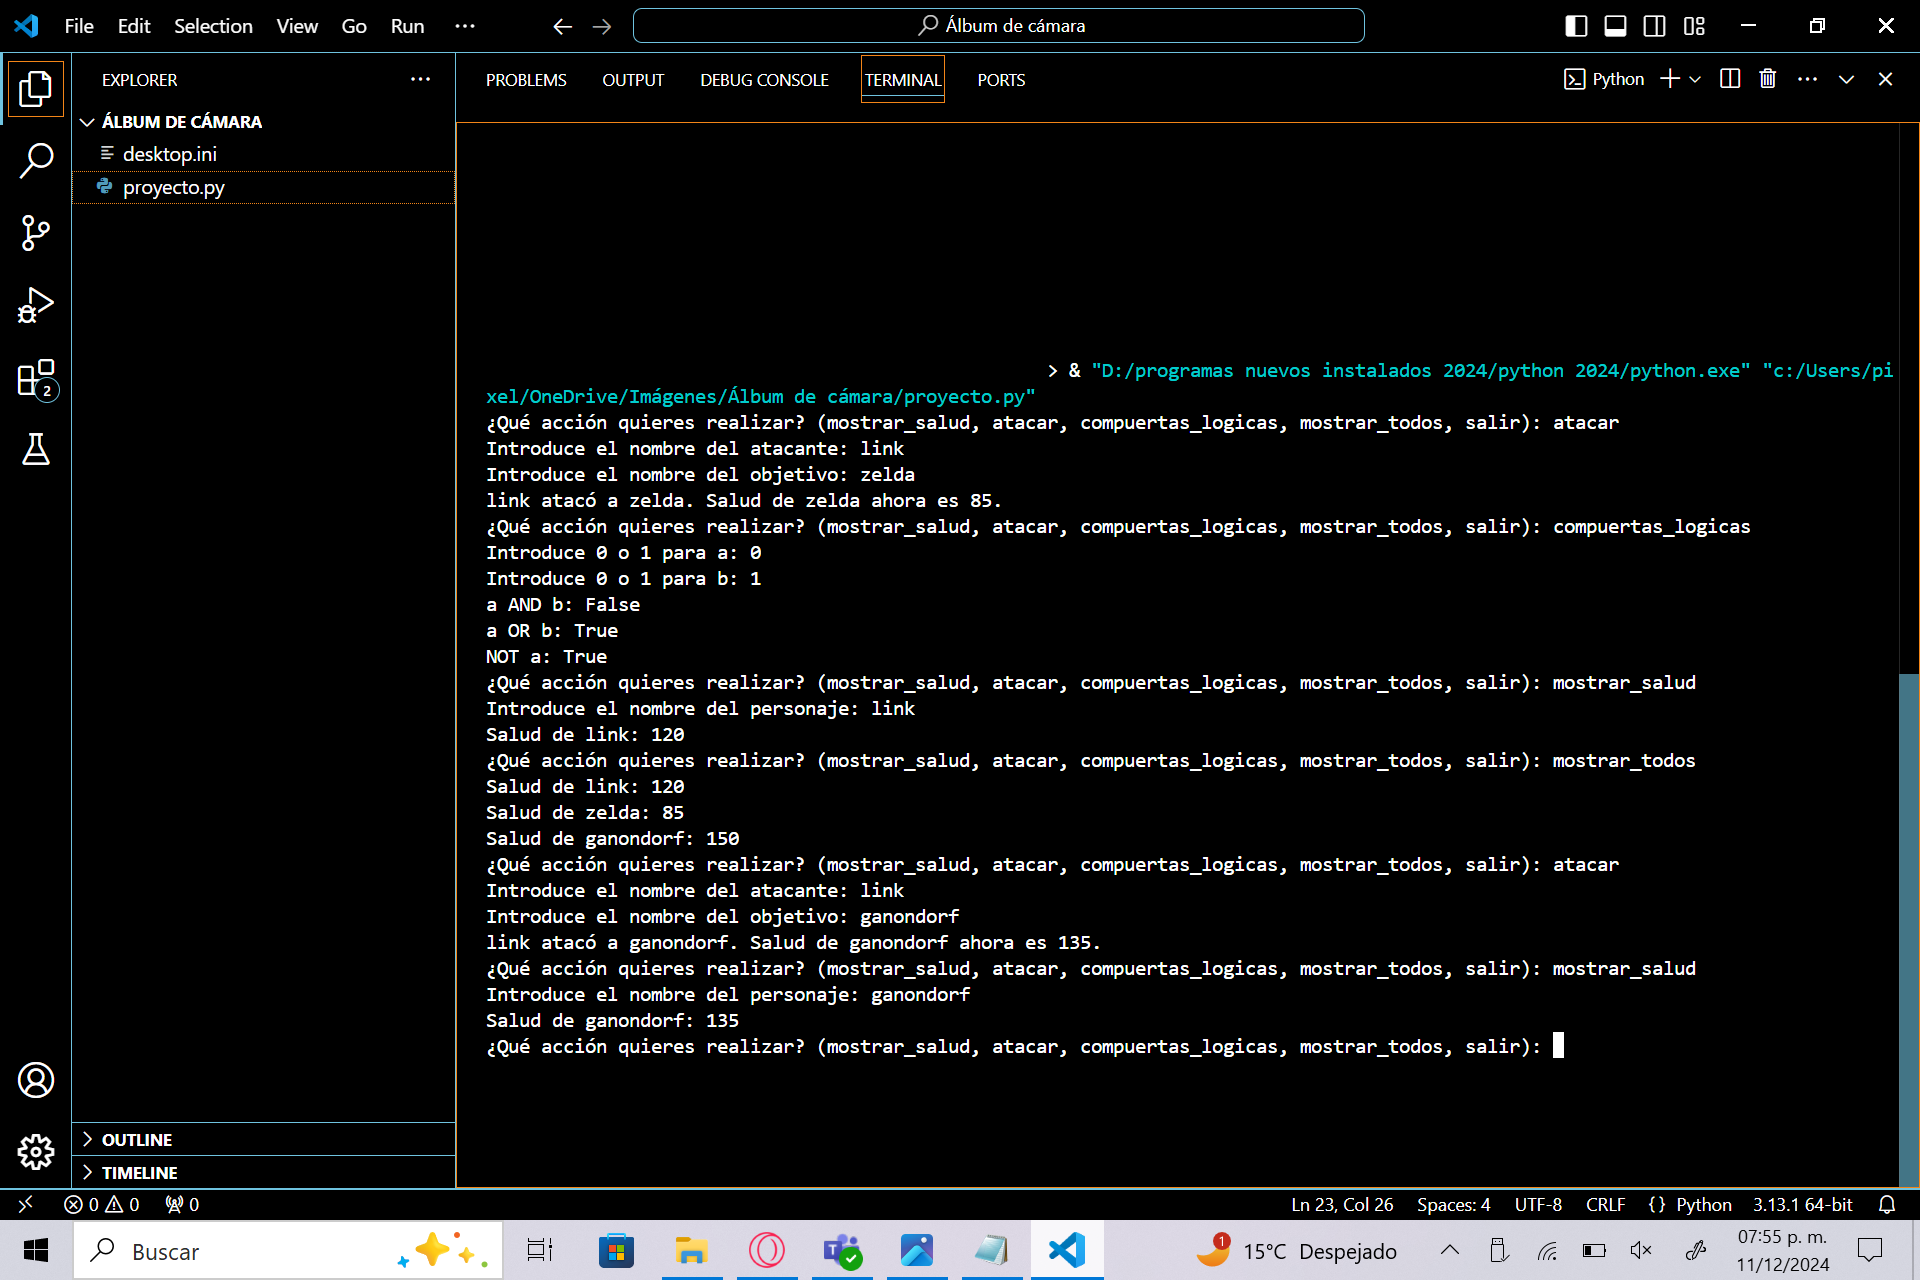 File Edit Selection View Go Run ···
Álbum de cámara
EXPLORER
ÁLBUM DE CÁMARA
desktop.ini
proyecto.py
2
OUTLINE
TIMELINE
PROBLEMS OUTPUT DEBUG CONSOLE TERMINAL PORTS
Python
> & "D:/programas nuevos instalados 2024/python 2024/python.exe" "c:/Users/pi
xel/OneDrive/Imágenes/Álbum de cámara/proyecto.py"
¿Qué acción quieres realizar? (mostrar_salud, atacar, compuertas_logicas, mostrar_todos, salir): atacar
Introduce el nombre del atacante: link
Introduce el nombre del objetivo: zelda
link atacó a zelda. Salud de zelda ahora es 85.
¿Qué acción quieres realizar? (mostrar_salud, atacar, compuertas_logicas, mostrar_todos, salir): compuertas_logicas
Introduce 0 o 1 para a: 0
Introduce 0 o 1 para b: 1
a AND b: False
a OR b: True
NOT a: True
¿Qué acción quieres realizar? (mostrar_salud, atacar, compuertas_logicas, mostrar_todos, salir): mostrar_salud
Introduce el nombre del personaje: link
Salud de link: 120
¿Qué acción quieres realizar? (mostrar_salud, atacar, compuertas_logicas, mostrar_todos, salir): mostrar_todos
Salud de link: 120
Salud de zelda: 85
Salud de ganondorf: 150
¿Qué acción quieres realizar? (mostrar_salud, atacar, compuertas_logicas, mostrar_todos, salir): atacar
Introduce el nombre del atacante: link
Introduce el nombre del objetivo: ganondorf
link atacó a ganondorf. Salud de ganondorf ahora es 135.
¿Qué acción quieres realizar? (mostrar_salud, atacar, compuertas_logicas, mostrar_todos, salir): mostrar_salud
Introduce el nombre del personaje: ganondorf
Salud de ganondorf: 135
¿Qué acción quieres realizar? (mostrar_salud, atacar, compuertas_logicas, mostrar_todos, salir):
0 0 0 Ln 23, Col 26 Spaces: 4 UTF-8 CRLF {} Python 3.13.1 64-bit
Buscar
1
15°C Despejado
07:55 p. m.
11/12/2024